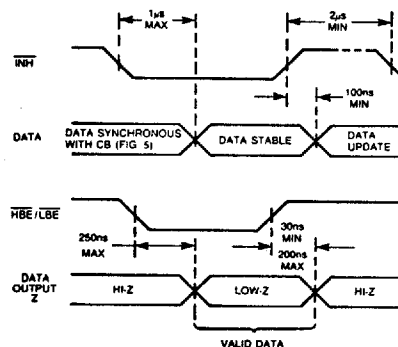 1μs
MAX
2μs
MIN
INH
100ns
MIN
DATA
DATA SYNCHRONOUS
WITH CB (FIG 5)
DATA STABLE
DATA
UPDATE
HBE/LBE
250ns
MAX
30ns
MIN
200ns
MAX
DATA
OUTPUT
Z
HI-Z
LOW-Z
HI-Z
VALID DATA